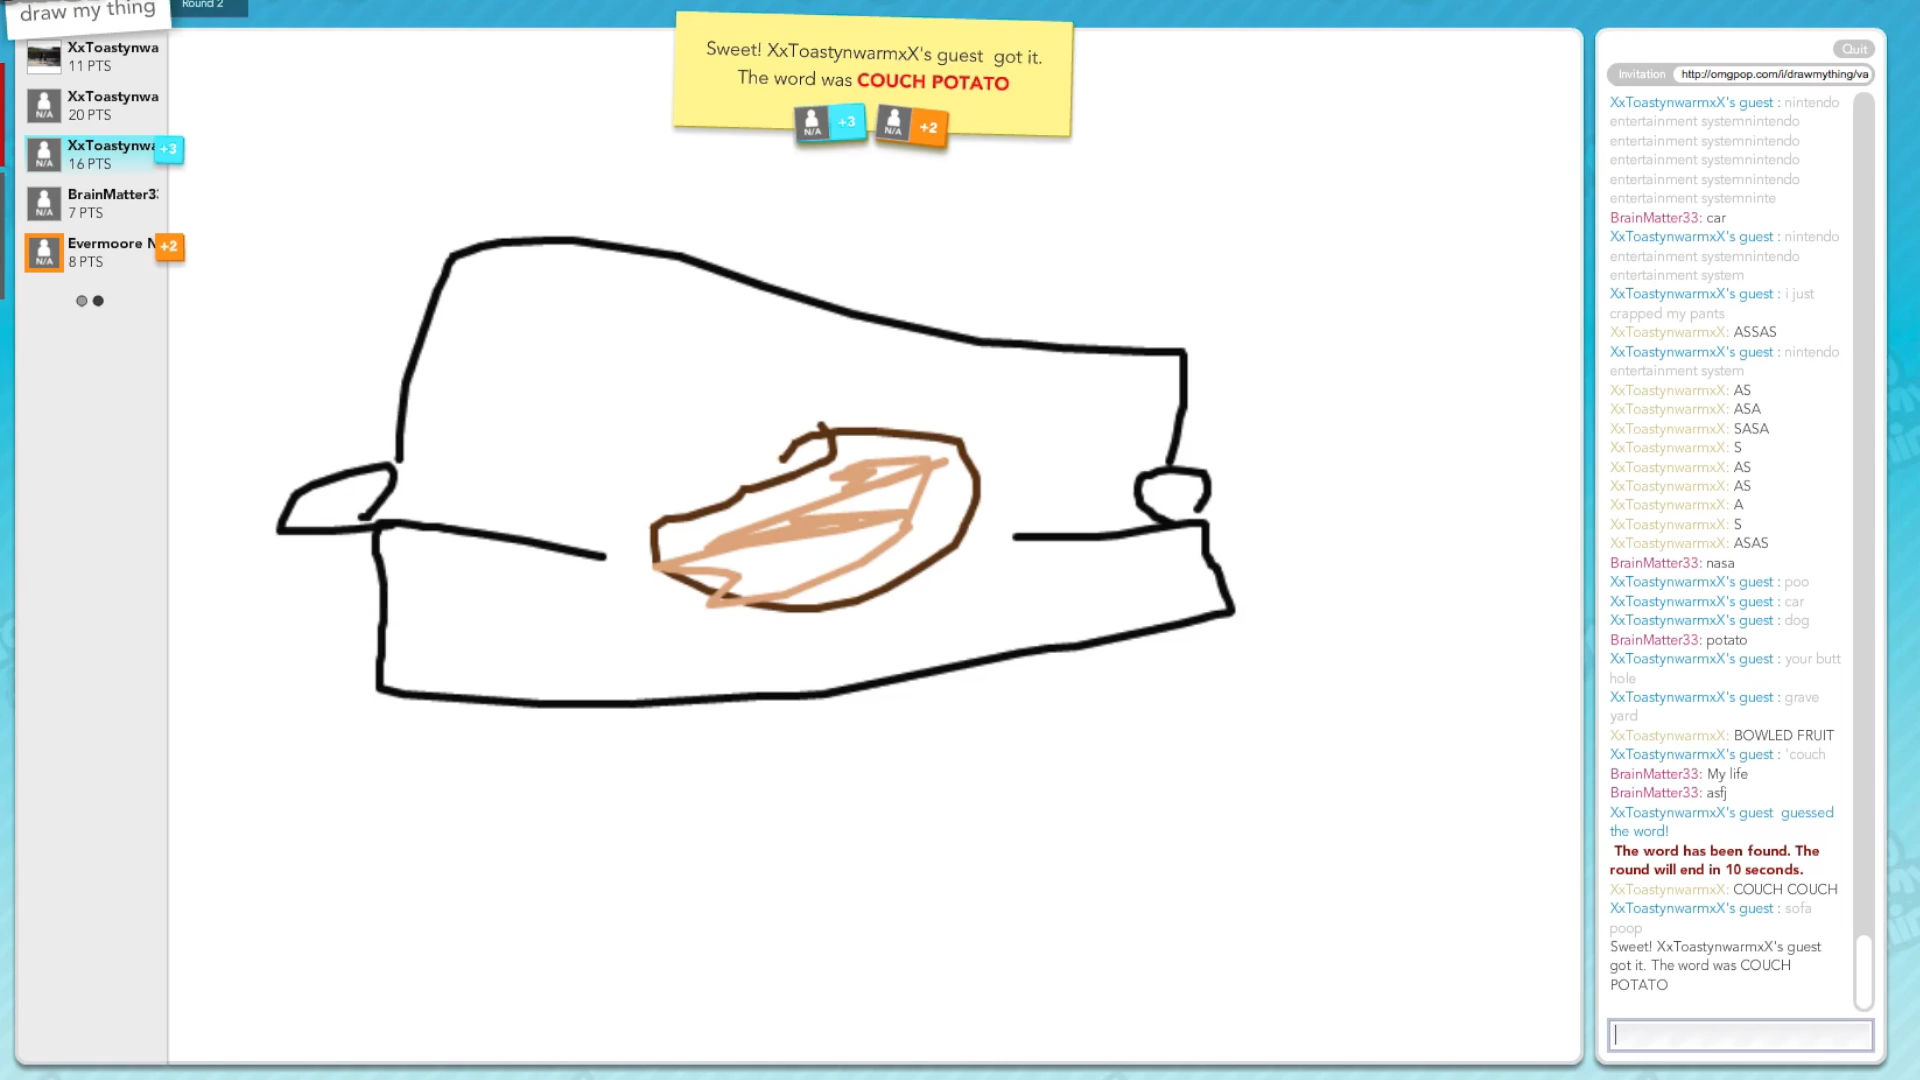 draw my thing
Round 2
XxToastynwa
11 PTS
XxToastynwa
20 PTS
XxToastynwa
+3
16 PTS
BrainMatter33
7 PTS
Evermoore N
+2
8 PTS
N/A
N/A
N/A
N/A
Sweet! XxToastynwarmxX's guest got it.
The word was COUCH POTATO
N/A +3 N/A +2
Quit
Invitation http://omgpop.com/i/drawmything/va
XxToastynwarmxX's guest : nintendo
entertainment systemnintendo
entertainment systemnintendo
entertainment systemnintendo
entertainment systemnintendo
entertainment systemninte
BrainMatter33: car
XxToastynwarmxX's guest : nintendo
entertainment systemnintendo
entertainment system
XxToastynwarmxX's guest : i just
crapped my pants
XxToastynwarmxX: ASSAS
XxToastynwarmxX's guest : nintendo
entertainment system
XxToastynwarmxX: AS
XxToastynwarmxX: ASA
XxToastynwarmxX: SASA
XxToastynwarmxX: S
XxToastynwarmxX: AS
XxToastynwarmxX: AS
XxToastynwarmxX: A
XxToastynwarmxX: S
XxToastynwarmxX: ASAS
BrainMatter33: nasa
XxToastynwarmxX's guest : poo
XxToastynwarmxX's guest : car
XxToastynwarmxX's guest : dog
BrainMatter33: potato
XxToastynwarmxX's guest : your butt
hole
XxToastynwarmxX's guest : grave
yard
XxToastynwarmxX: BOWLED FRUIT
XxToastynwarmxX's guest : 'couch
BrainMatter33: My life
BrainMatter33: asfj
XxToastynwarmxX's guest guessed
the word!
The word has been found. The
round will end in 10 seconds.
XxToastynwarmxX: COUCH COUCH
XxToastynwarmxX's guest : sofa
poop
Sweet! XxToastynwarmxX's guest
got it. The word was COUCH
POTATO